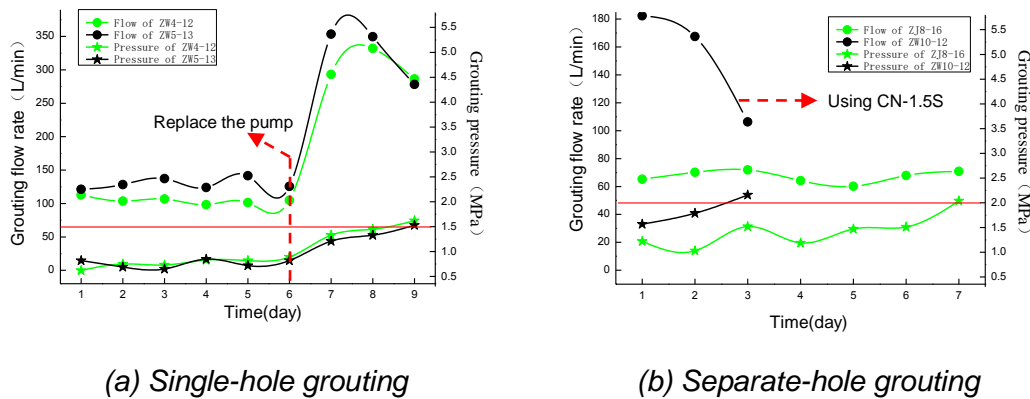 Flow of ZW4-12
Flow of ZW5-13
Pressure of ZW4-12
Pressure of ZW5-13
Replace the pump
Grouting flow rate（L/min）
350
300
250
200
150
100
50
0
Grouting pressure（MPa）
5.5
5.0
4.5
4.0
3.5
3.0
2.5
2.0
1.5
1.0
0.5
1 2 3 4 5 6 7 8 9
Time(day)
(a) Single-hole grouting
Flow of ZJ8-16
Flow of ZW10-12
Pressure of ZJ8-16
Pressure of ZW10-12
Using CN-1.5S
Grouting flow rate（L/min）
180
160
140
120
100
80
60
40
20
0
Grouting pressure（MPa）
5.5
5.0
4.5
4.0
3.5
3.0
2.5
2.0
1.5
1.0
0.5
1 2 3 4 5 6 7
Time(day)
(b) Separate-hole grouting